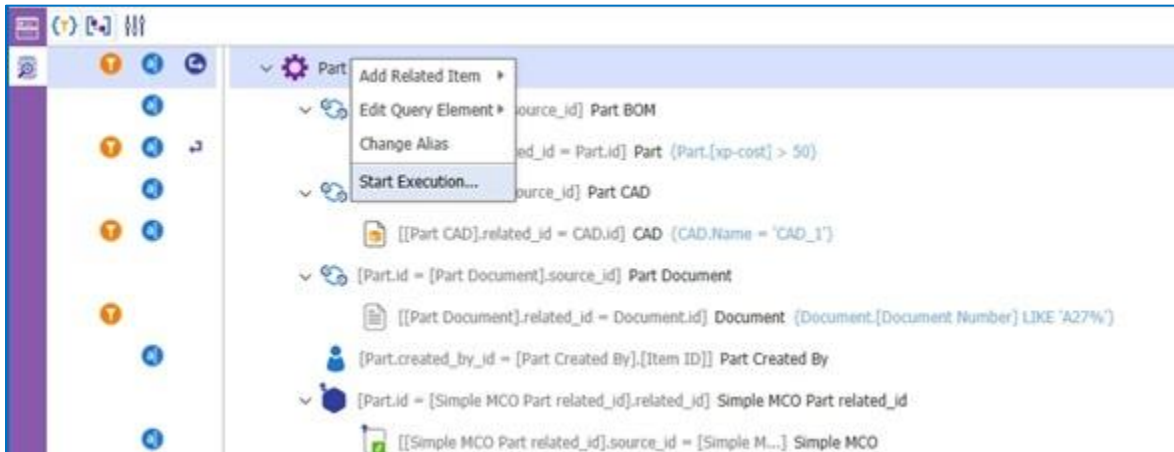 Part
Add Related Item
Edit Query Element
ource_id] Part BOM
Change Alias
ed_id = Part.id] Part {Part.[xp-cost] > 50}
Start Execution...
ource_id] Part CAD
[[Part CAD].related_id = CAD.id] CAD {CAD.Name = 'CAD_1'}
[Part.id = [Part Document].source_id] Part Document
[[Part Document].related_id = Document.id] Document {Document.[Document Number] LIKE 'A27%'}
[Part.created_by_id = [Part Created By].[Item ID]] Part Created By
[Part.id = [Simple MCO Part related_id].related_id] Simple MCO Part related_id
[[Simple MCO Part related_id].source_id = [Simple M...] Simple MCO